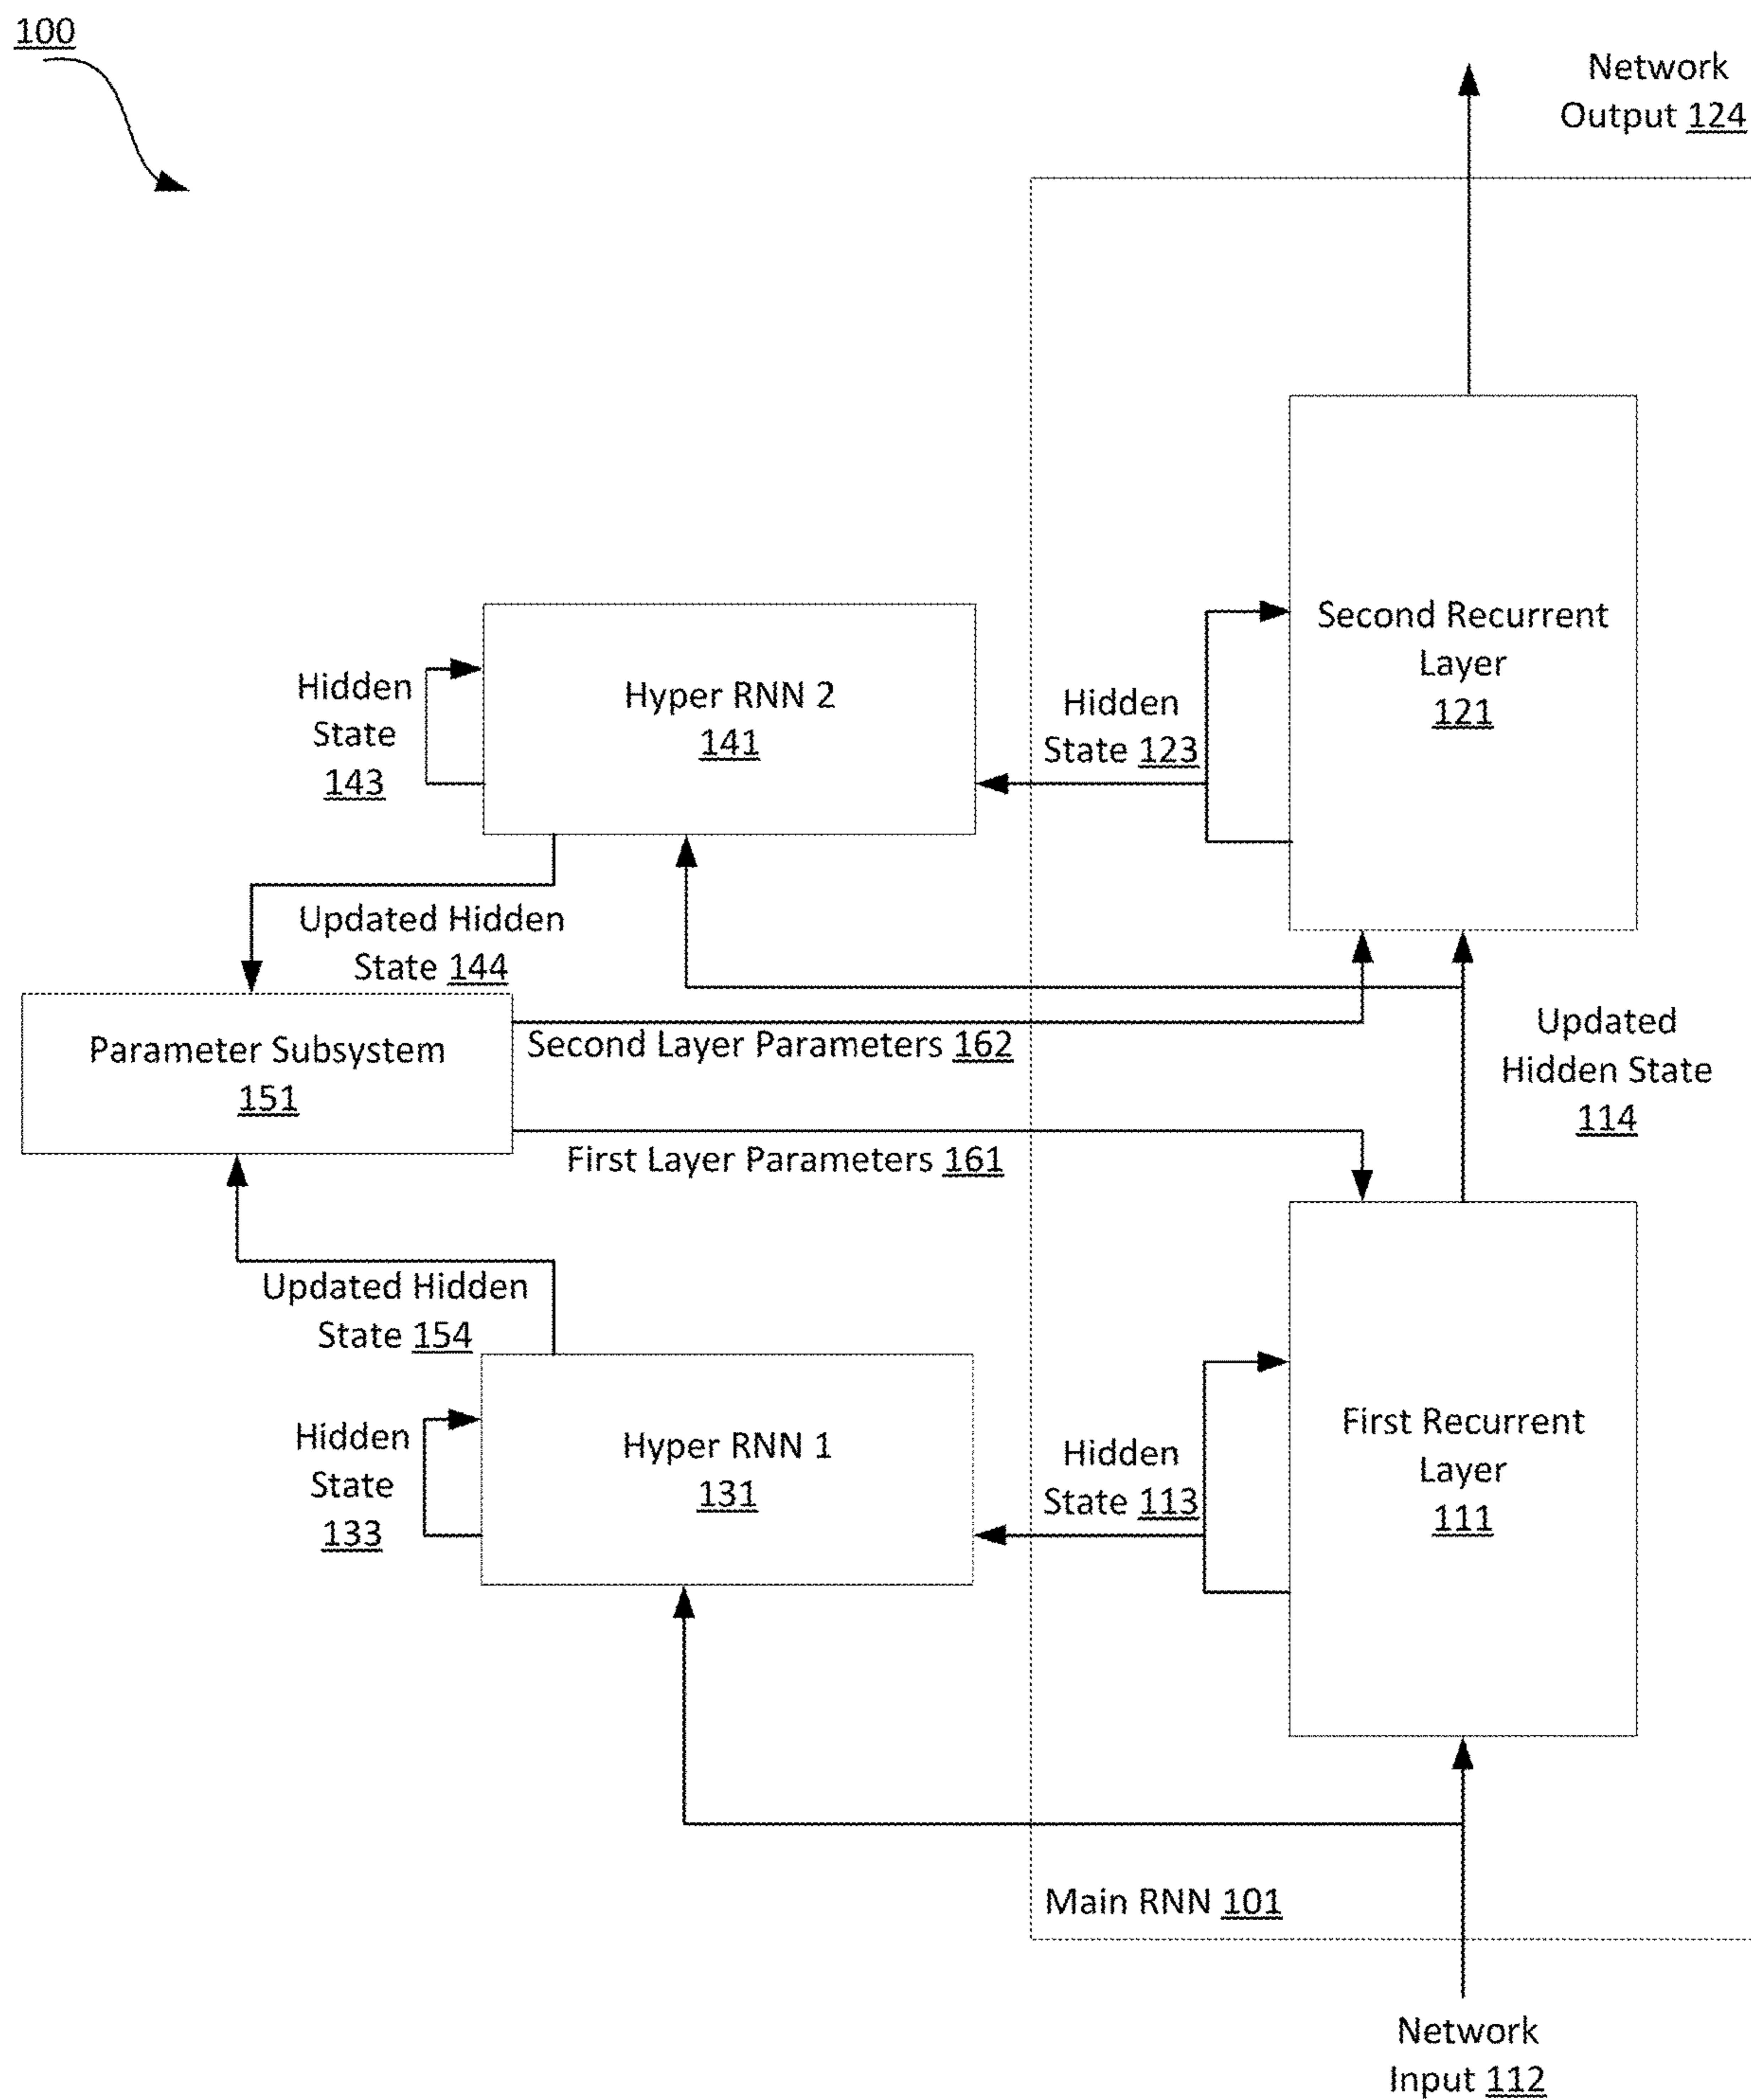 100
Network
Output 124
Second Recurrent
Layer
121
Hyper RNN 2
141
Hidden
State
143
Hidden
State 123
Updated Hidden
State 144
Parameter Subsystem
151
Second Layer Parameters 162
Updated
Hidden State
114
First Layer Parameters 161
Updated Hidden
State 154
Hyper RNN 1
131
Hidden
State
133
Hidden
State 113
First Recurrent
Layer
111
Main RNN 101
Network
Input 112